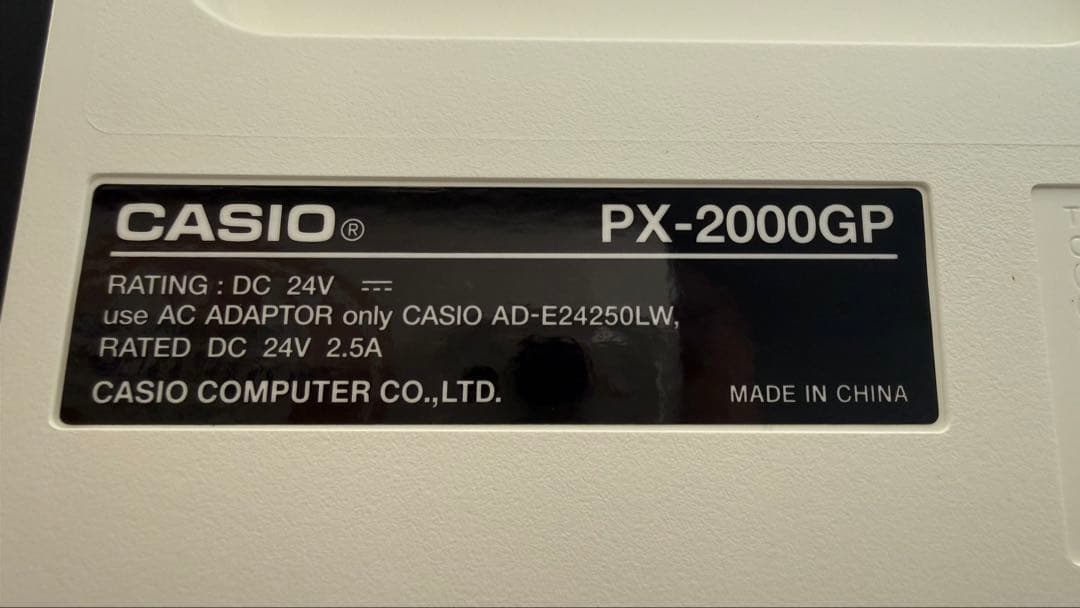 CASIO® PX-2000GP
RATING : DC 24V ⎓
use AC ADAPTOR only CASIO AD-E24250LW,
RATED DC 24V 2.5A
CASIO COMPUTER CO.,LTD. MADE IN CHINA